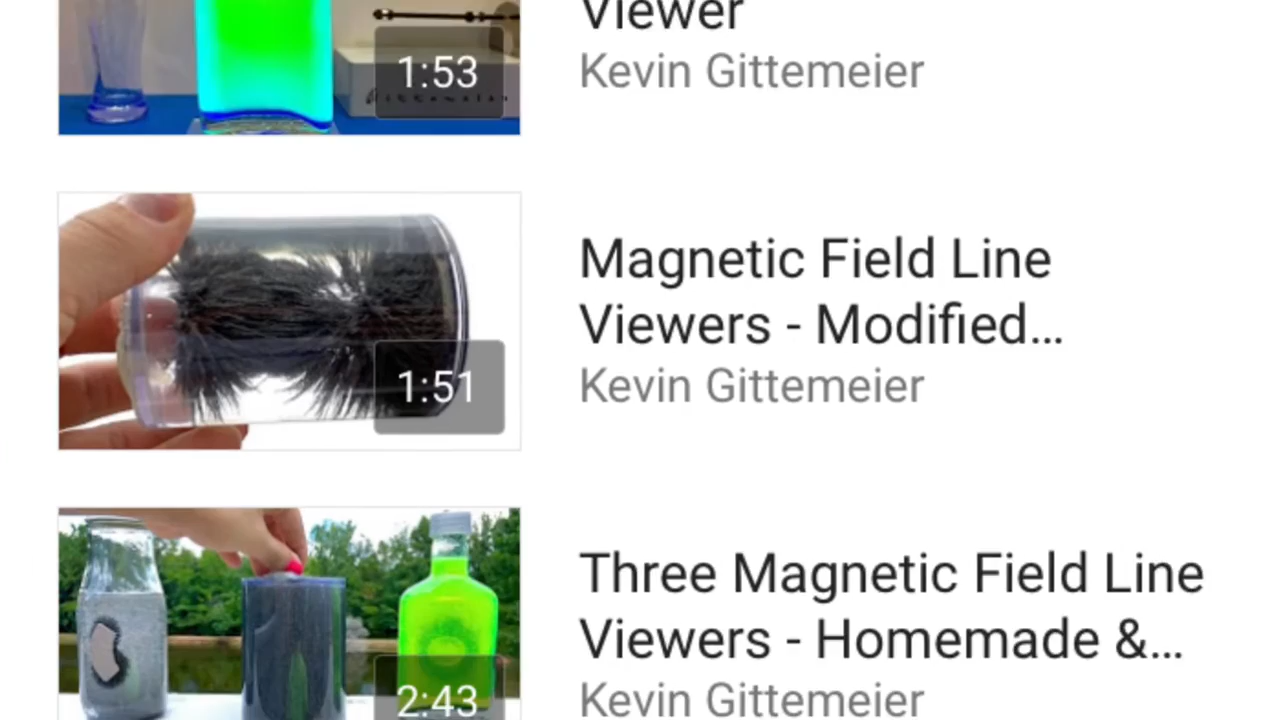 Viewer
Kevin Gittemeier
1:53
Magnetic Field Line
Viewers - Modified...
Kevin Gittemeier
1:51
Three Magnetic Field Line
Viewers - Homemade &...
Kevin Gittemeier
2:43